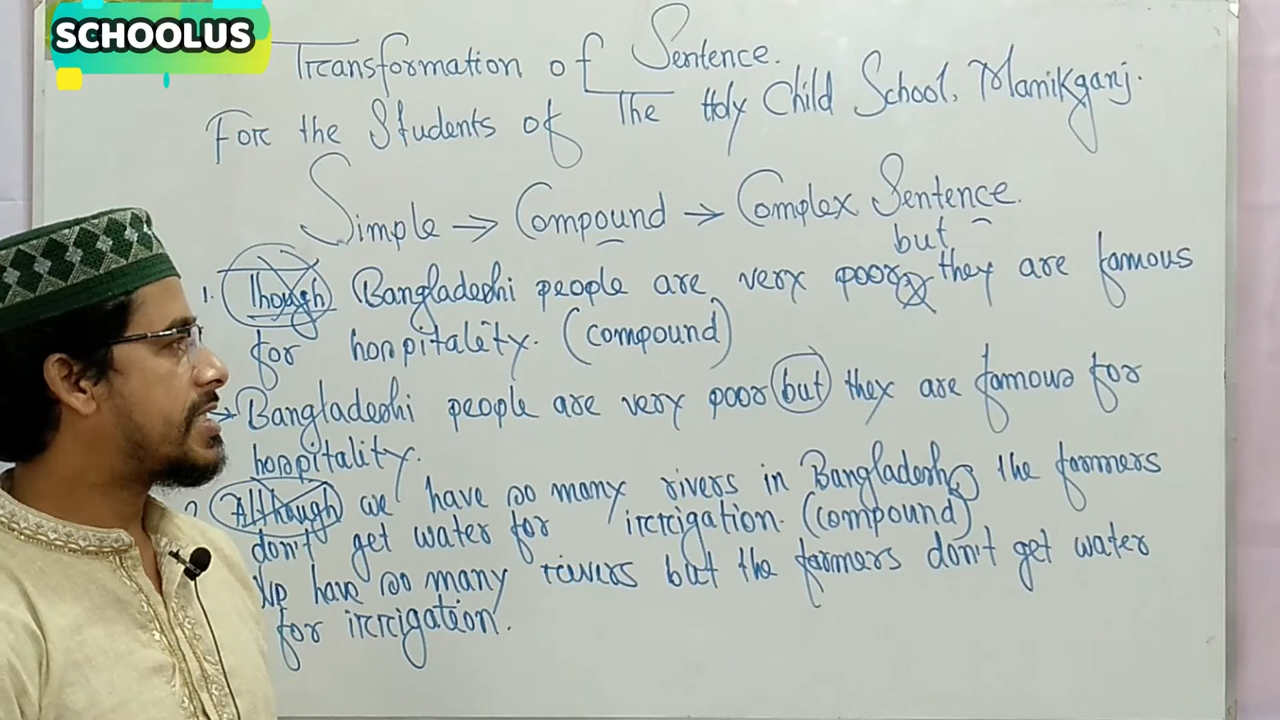 SCHOOLUS
Transformation of Sentence.
For the Students of The Holy Child School, Manikganj.
Simple → Compound → Complex Sentence.
but
1. Though Bangladeshi people are very poor, they are famous
for hospitality. (compound)
→ Bangladeshi people are very poor but they are famous for
hospitality.
2. Although we have so many rivers in Bangladesh, the farmers
don't get water for irrigation. (compound)
We have so many rivers but the farmers don't get water
for irrigation.